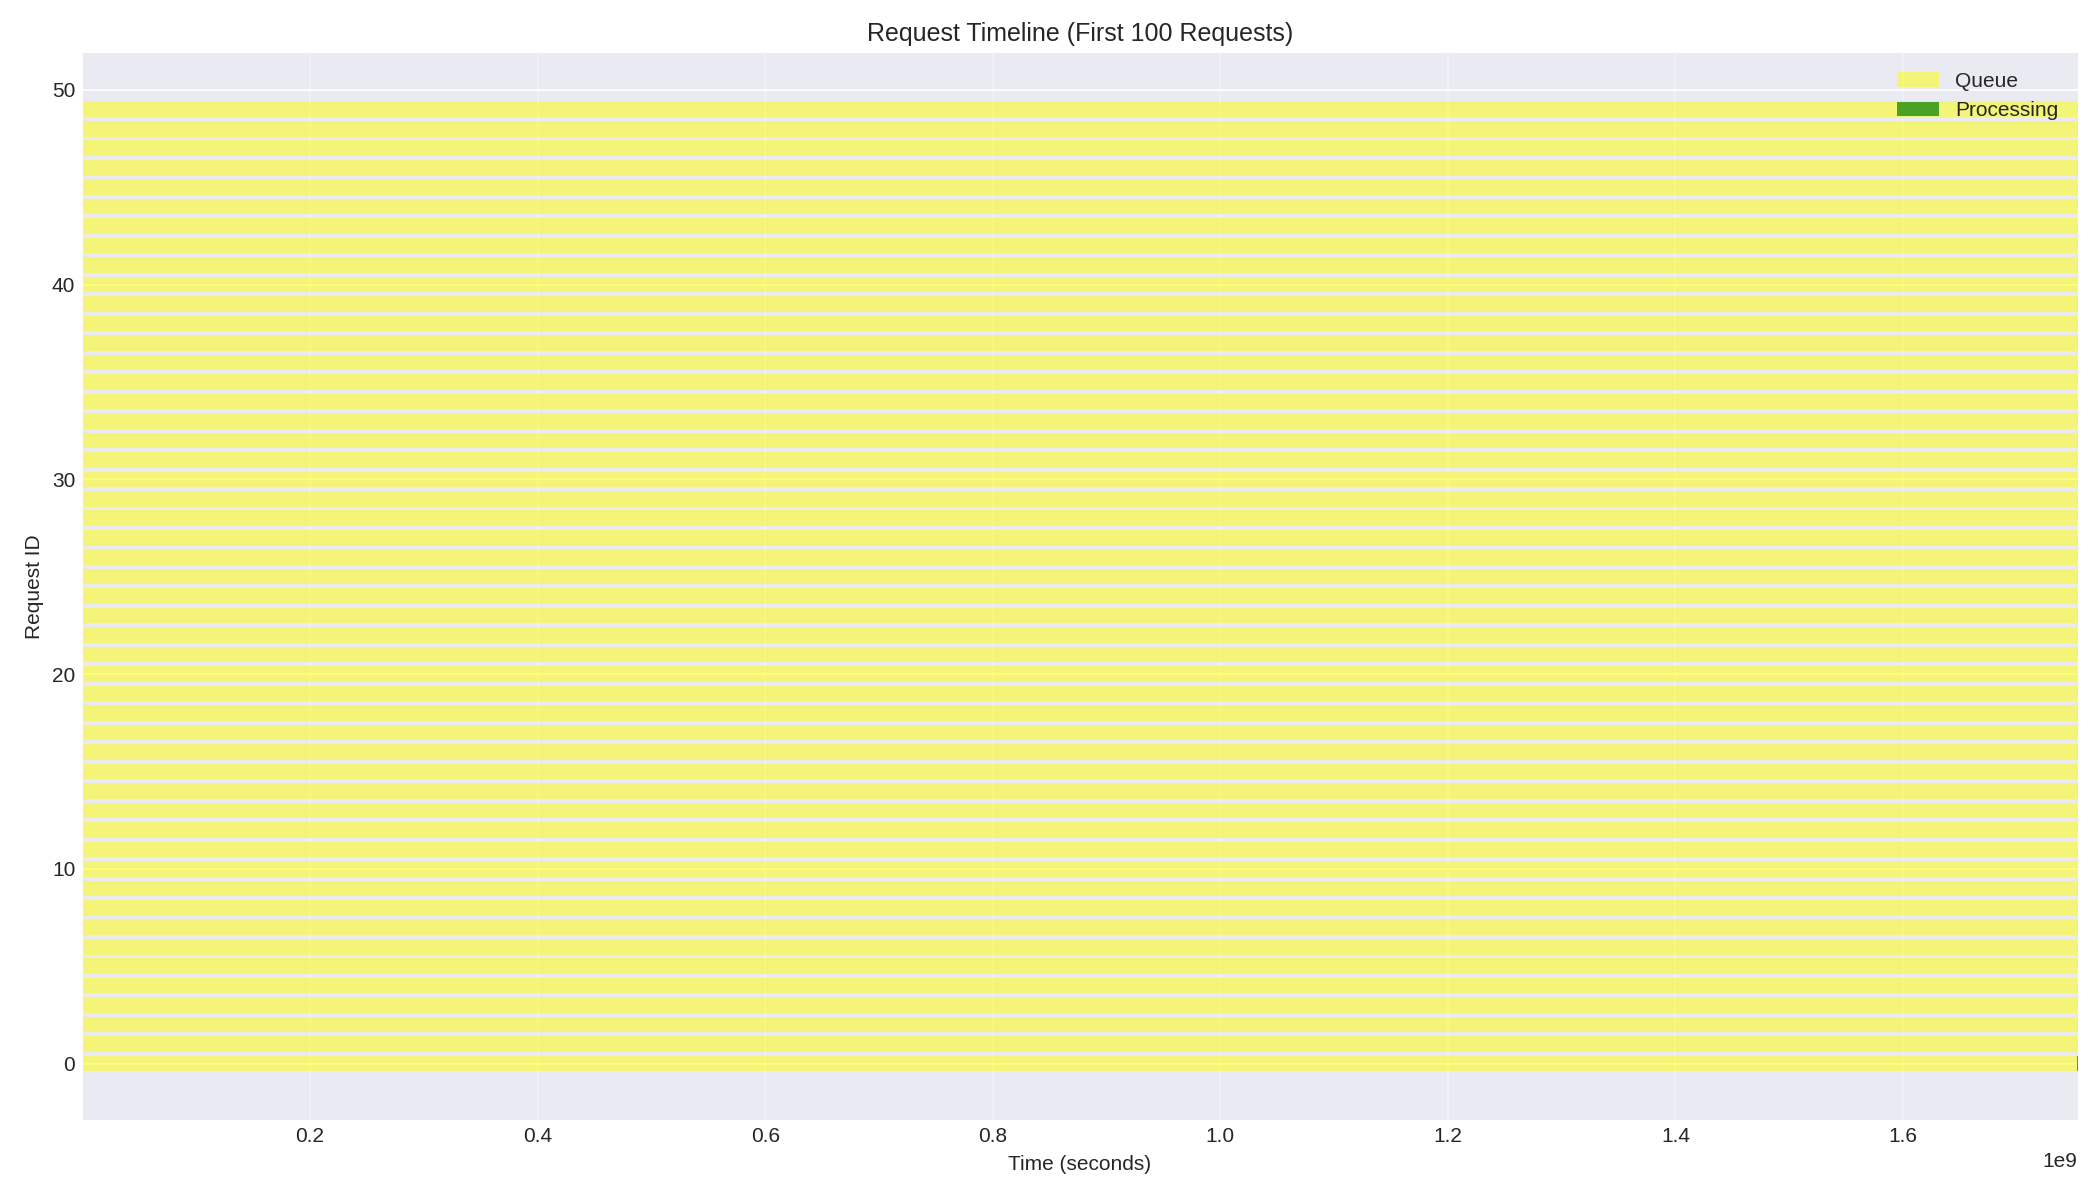 Request Timeline (First 100 Requests)
Queue
Processing
50
40
30
20
10
0
Request ID
0.2 0.4 0.6 0.8 1.0 1.2 1.4 1.6
1e9
Time (seconds)